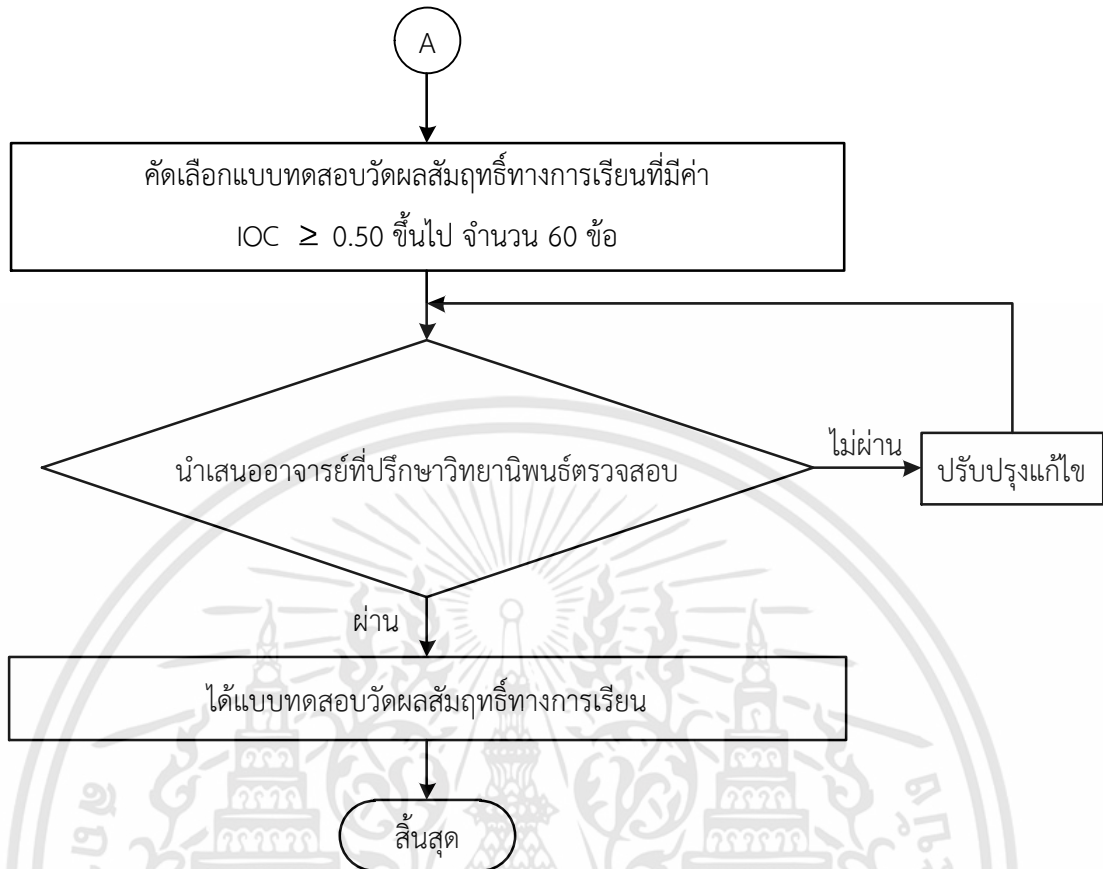 A
คัดเลือกแบบทดสอบวัดผลสัมฤทธิ์ทางการเรียนที่มีค่า
IOC ≥ 0.50 ขึ้นไป จำนวน 60 ข้อ
นำเสนออาจารย์ที่ปรึกษาวิทยานิพนธ์ตรวจสอบ
ไม่ผ่าน
ปรับปรุงแก้ไข
ผ่าน
ได้แบบทดสอบวัดผลสัมฤทธิ์ทางการเรียน
สิ้นสุด